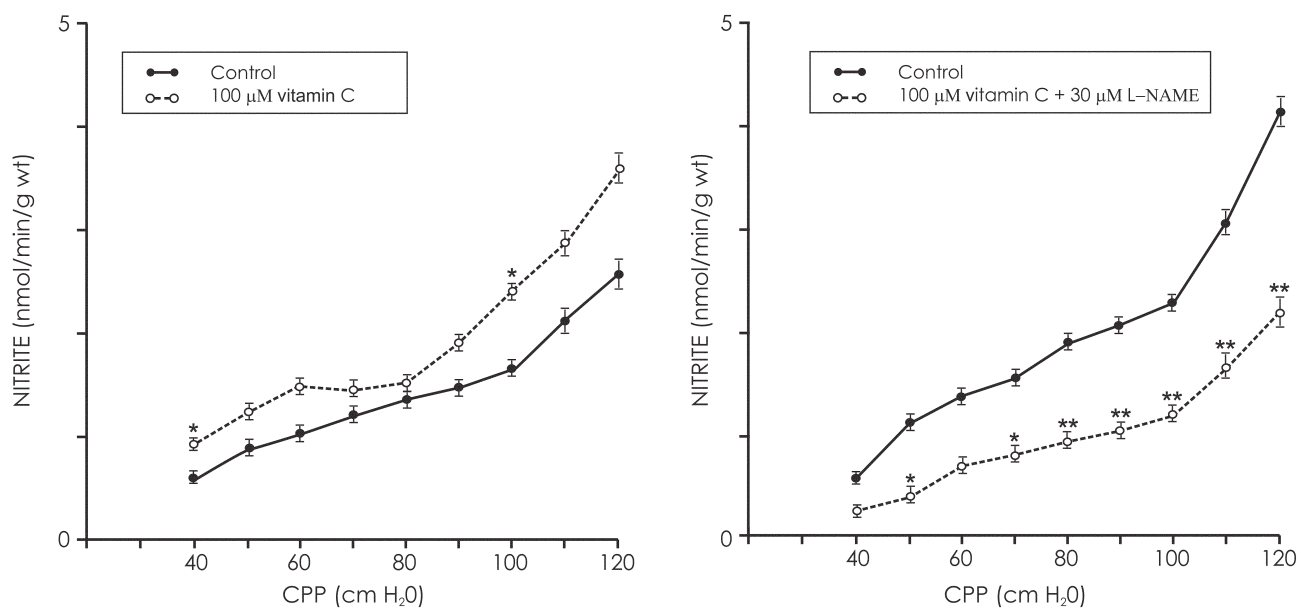 5
Control
100 μM vitamin C
NITRITE (nmol/min/g wt)
*
*
0
40
60
80
100
120
CPP (cm H₂0)
5
Control
100 μM vitamin C + 30 μM L–NAME
NITRITE (nmol/min/g wt)
*
*
**
**
**
**
**
0
40
60
80
100
120
CPP (cm H₂0)